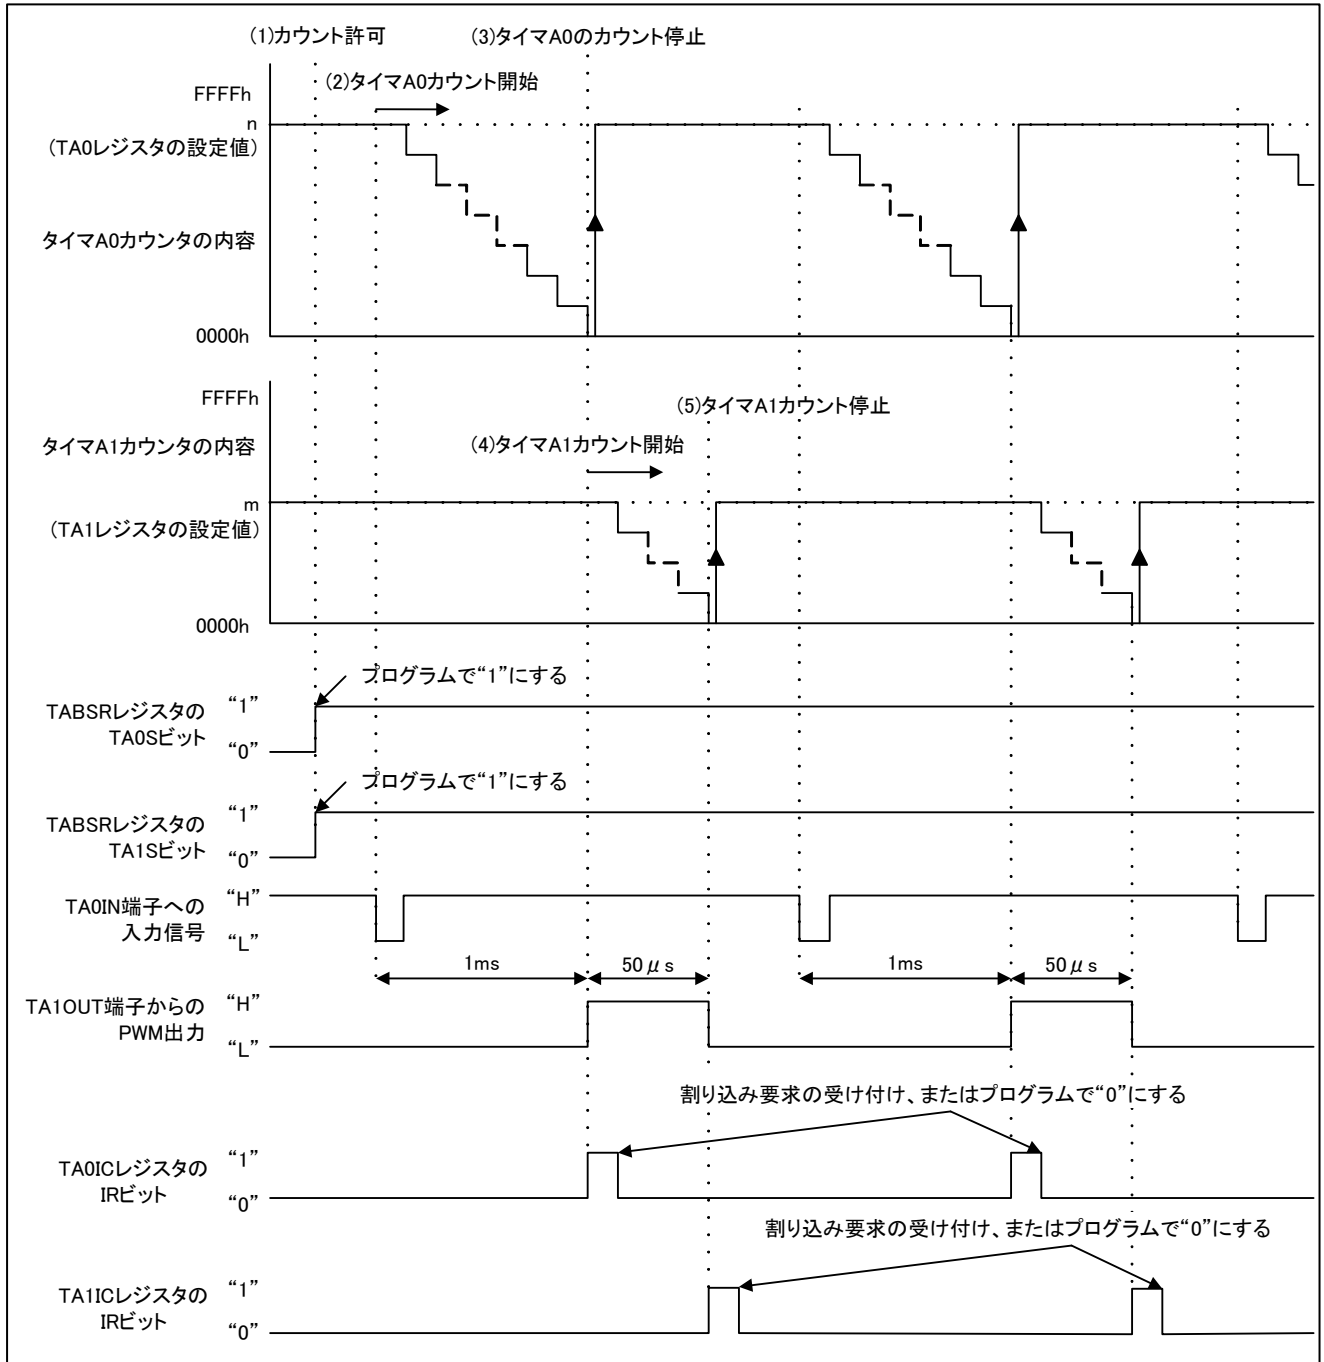 (1)カウント許可
(3)タイマA0のカウント停止
(2)タイマA0カウント開始
FFFFh
n
(TA0レジスタの設定値)
タイマA0カウンタの内容
0000h
FFFFh
(5)タイマA1カウント停止
タイマA1カウンタの内容
(4)タイマA1カウント開始
m
(TA1レジスタの設定値)
0000h
プログラムで“1”にする
TABSRレジスタの
TA0Sビット
“1”
“0”
プログラムで“1”にする
TABSRレジスタの
TA1Sビット
“1”
“0”
TA0IN端子への
入力信号
“H”
“L”
1ms
50μs
1ms
50μs
TA1OUT端子からの
PWM出力
“H”
“L”
割り込み要求の受け付け、またはプログラムで“0”にする
TA0ICレジスタの
IRビット
“1”
“0”
割り込み要求の受け付け、またはプログラムで“0”にする
TA1ICレジスタの
IRビット
“1”
“0”